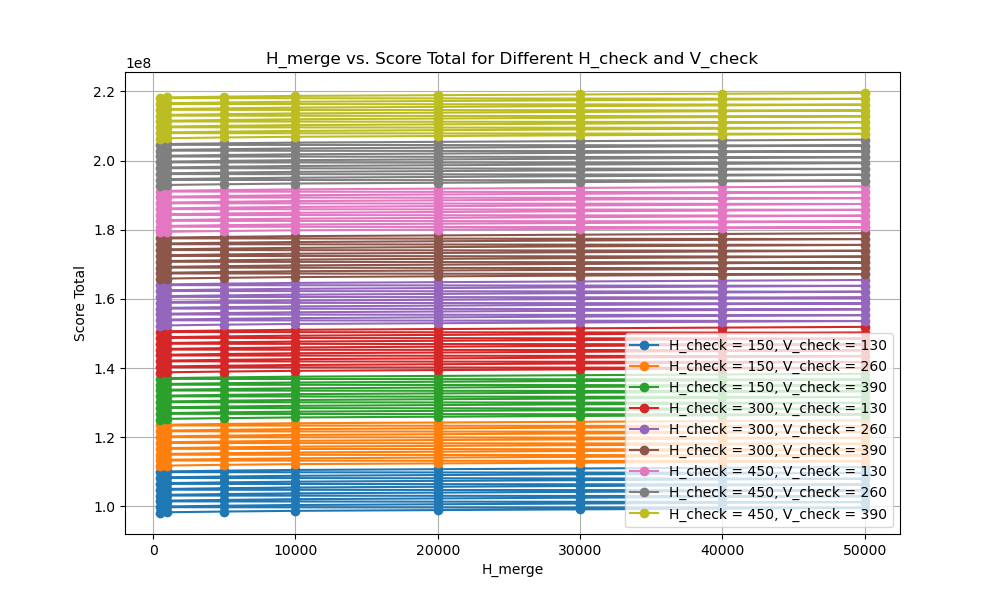 H_merge vs. Score Total for Different H_check and V_check
1e8
2.2
2.0
1.8
1.6
1.4
1.2
1.0
Score Total
H_check = 150, V_check = 130
H_check = 150, V_check = 260
H_check = 150, V_check = 390
H_check = 300, V_check = 130
H_check = 300, V_check = 260
H_check = 300, V_check = 390
H_check = 450, V_check = 130
H_check = 450, V_check = 260
H_check = 450, V_check = 390
0 10000 20000 30000 40000 50000
H_merge